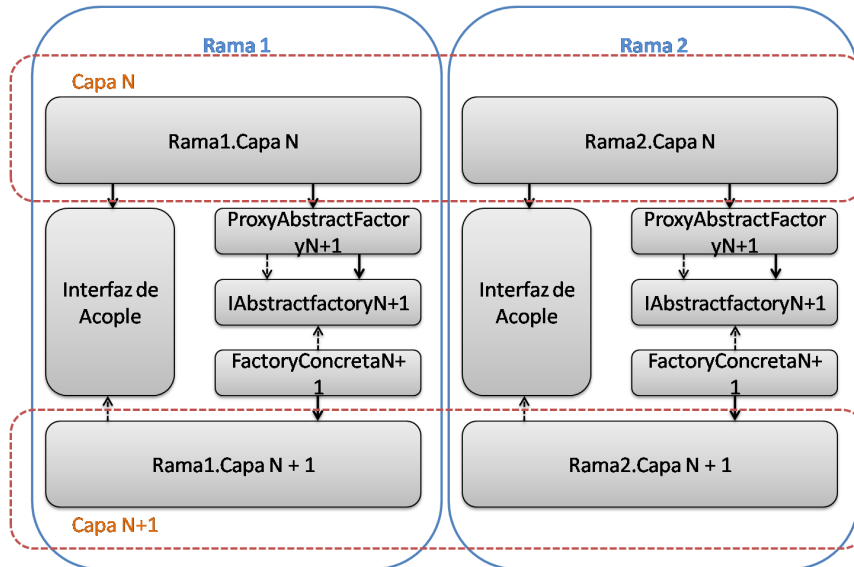 Rama 1
Rama 2
Capa N
Rama1.Capa N
Rama2.Capa N
ProxyAbstractFactor
yN+1
Interfaz de
Acople
IAbstractfactoryN+1
FactoryConcretaN+
1
ProxyAbstractFactor
yN+1
Interfaz de
Acople
IAbstractfactoryN+1
FactoryConcretaN+
1
Rama1.Capa N + 1
Rama2.Capa N + 1
Capa N+1